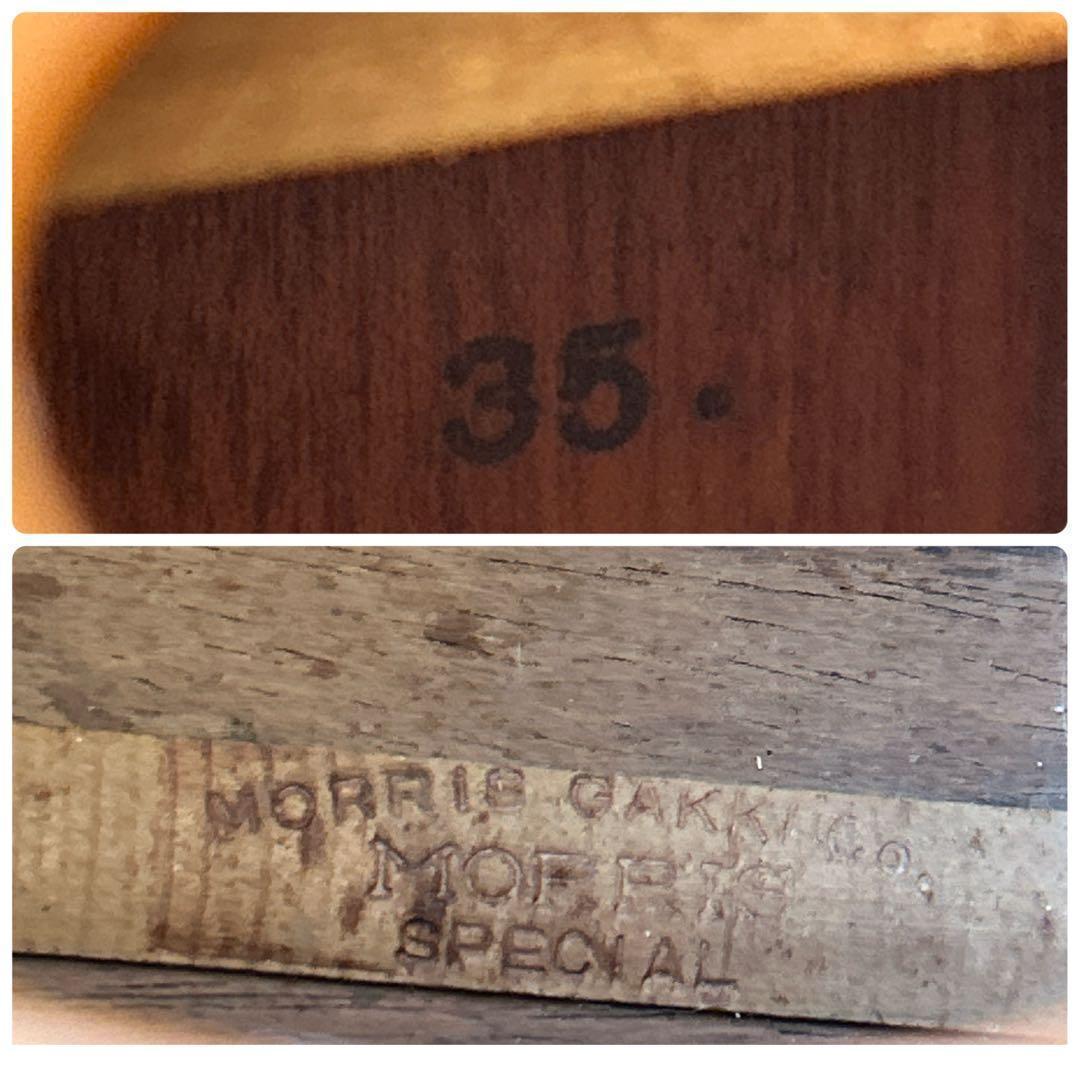 35.
MORRIS GAKKI Co.,
MORRIS
SPECIAL